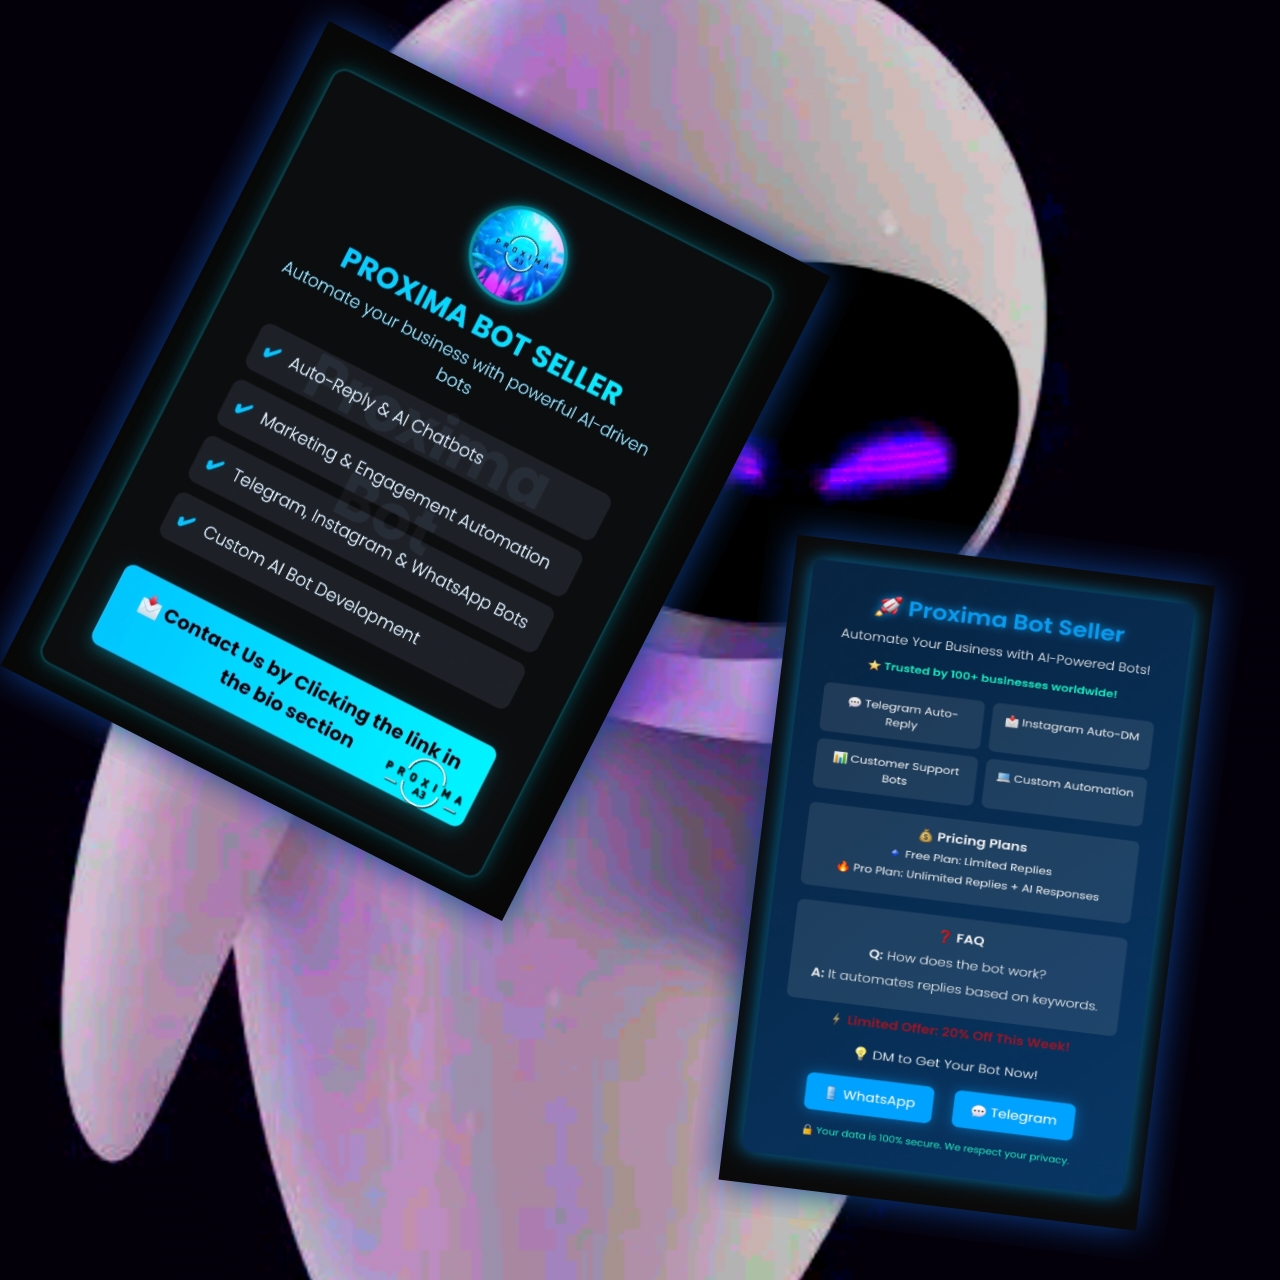 PROXIMA
A3
PROXIMA BOT SELLER
Automate your business with powerful AI-driven
bots
Proxima
Bot
✔ Auto-Reply & AI Chatbots
✔ Marketing & Engagement Automation
✔ Telegram, Instagram & WhatsApp Bots
✔ Custom AI Bot Development
📩 Contact Us by Clicking the link in
the bio section
PROXIMA
A3
🚀 Proxima Bot Seller
Automate Your Business with AI-Powered Bots!
⭐ Trusted by 100+ businesses worldwide!
💬 Telegram Auto-
Reply
📩 Instagram Auto-DM
📊 Customer Support
Bots
💻 Custom Automation
💰 Pricing Plans
🔹 Free Plan: Limited Replies
🔥 Pro Plan: Unlimited Replies + AI Responses
❓ FAQ
Q: How does the bot work?
A: It automates replies based on keywords.
⚡ Limited Offer: 20% Off This Week!
💡 DM to Get Your Bot Now!
📱 WhatsApp
💬 Telegram
🔒 Your data is 100% secure. We respect your privacy.